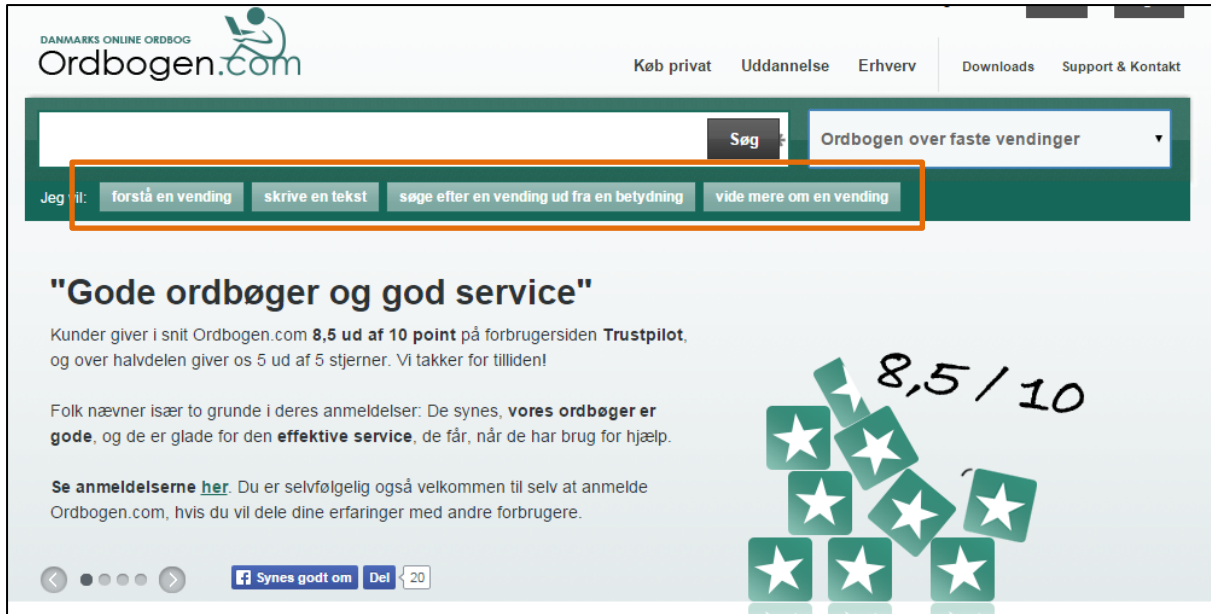 DANMARKS ONLINE ORDBOG
Ordbogen.com
Køb privat Uddannelse Erhverv Downloads Support & Kontakt
Søg Ordbogen over faste vendinger
Jeg vil: forstå en vending skrive en tekst søge efter en vending ud fra en betydning vide mere om en vending
"Gode ordbøger og god service"
Kunder giver i snit Ordbogen.com 8,5 ud af 10 point på forbrugersiden Trustpilot,
og over halvdelen giver os 5 ud af 5 stjerner. Vi takker for tilliden!
8,5/10
Folk nævner især to grunde i deres anmeldelser: De synes, vores ordbøger er
gode, og de er glade for den effektive service, de får, når de har brug for hjælp.
Se anmeldelserne her. Du er selvfølgelig også velkommen til selv at anmelde
Ordbogen.com, hvis du vil dele dine erfaringer med andre forbrugere.
Synes godt om Del 20